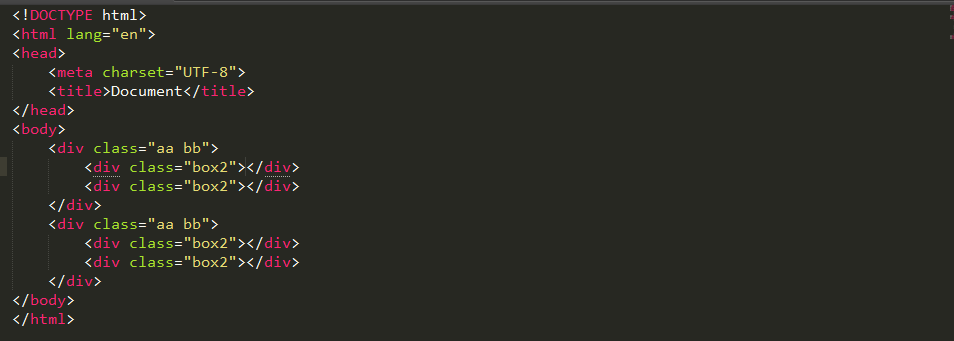 <!DOCTYPE html>
<html lang="en">
<head>
    <meta charset="UTF-8">
    <title>Document</title>
</head>
<body>
    <div class="aa bb">
        <div class="box2"></div>
        <div class="box2"></div>
    </div>
    <div class="aa bb">
        <div class="box2"></div>
        <div class="box2"></div>
    </div>
</body>
</html>